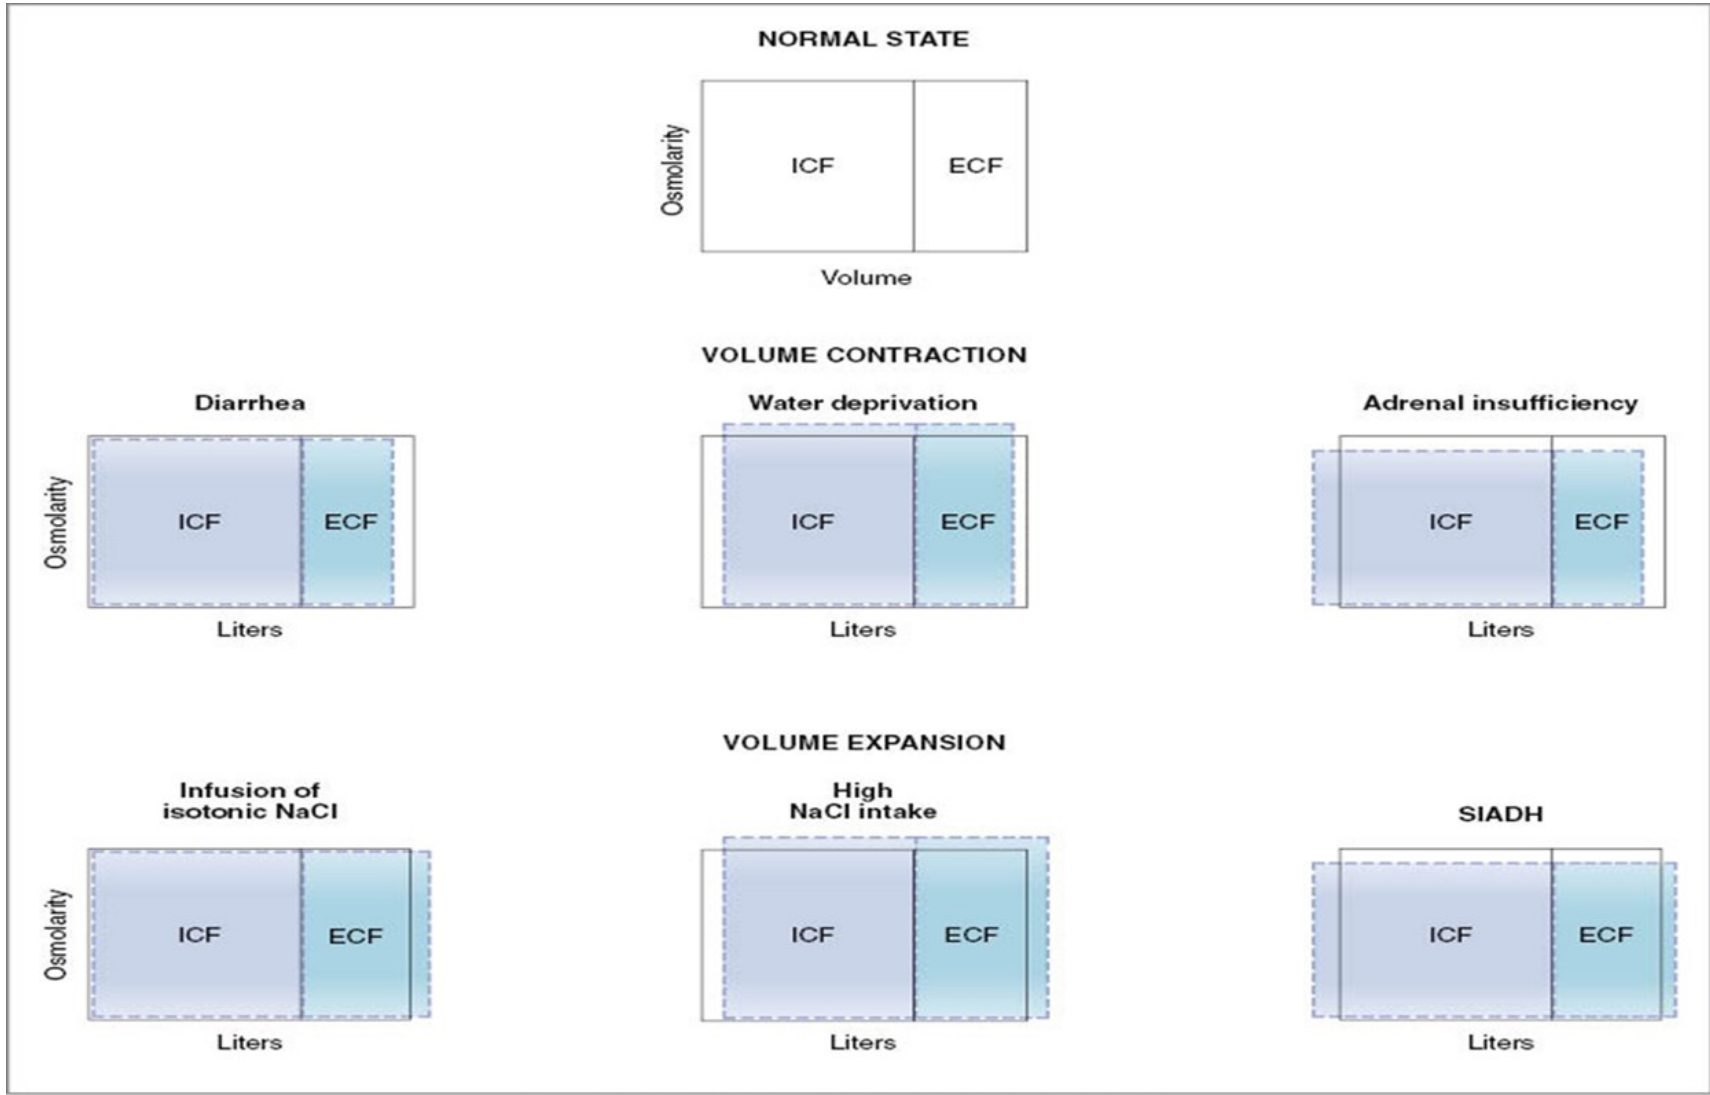 NORMAL STATE
Osmolarity
ICF
ECF
Volume
VOLUME CONTRACTION
Diarrhea
Water deprivation
Adrenal insufficiency
Osmolarity
ICF
ECF
ICF
ECF
ICF
ECF
Liters
Liters
Liters
VOLUME EXPANSION
Infusion of
isotonic NaCl
High
NaCl intake
SIADH
Osmolarity
ICF
ECF
ICF
ECF
ICF
ECF
Liters
Liters
Liters